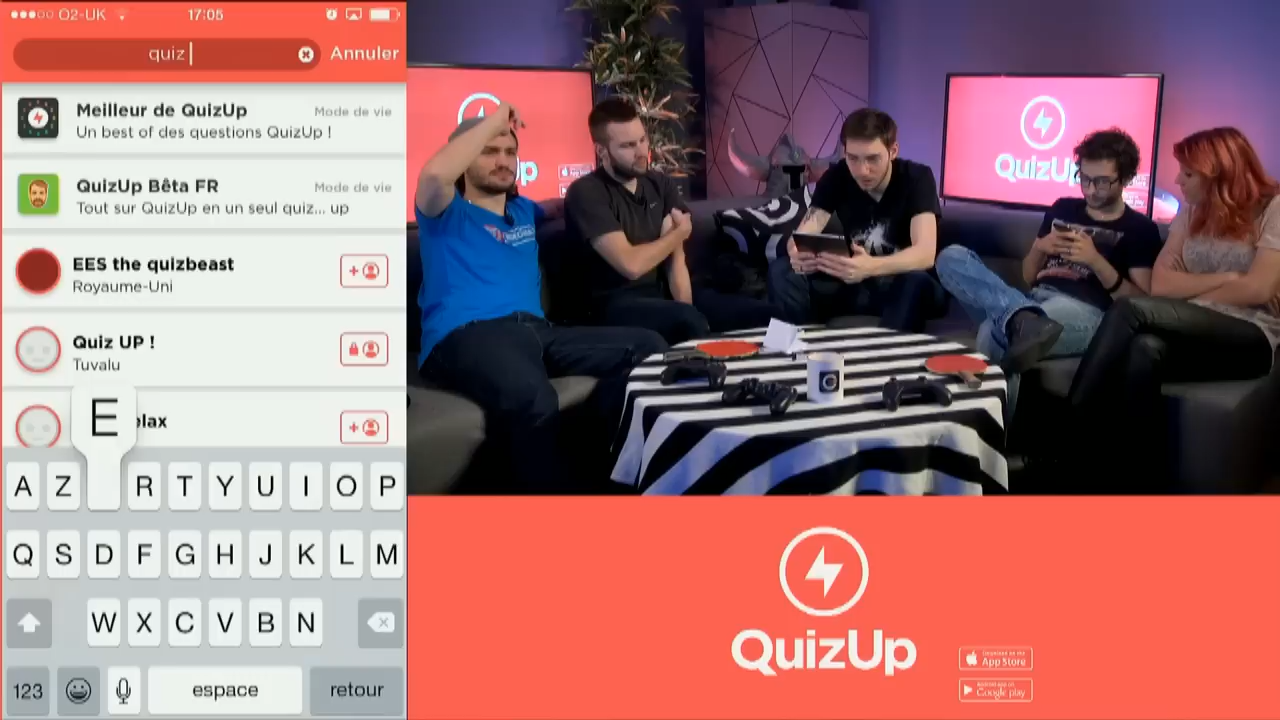 O2-UK
17:05
quiz
Annuler
Meilleur de QuizUp
Mode de vie
Un best of des questions QuizUp !
QuizUp Bêta FR
Mode de vie
Tout sur QuizUp en un seul quiz... up
EES the quizbeast
Royaume-Uni
Quiz UP !
Tuvalu
elax
E
A Z R T Y U I O P
Q S D F G H J K L M
W X C V B N
123
espace
retour
up
QuizUp
QuizUp
App Store
Google play